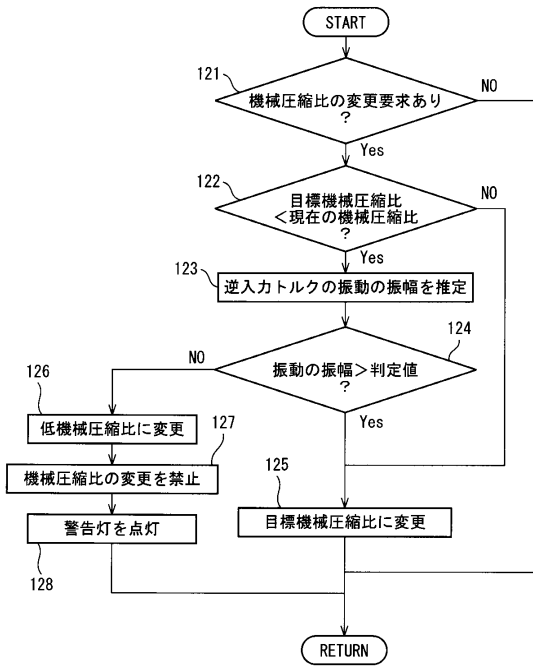 START
121
機械圧縮比の変更要求あり
?
NO
Yes
122
目標機械圧縮比
<現在の機械圧縮比
?
NO
Yes
123
逆入力トルクの振動の振幅を推定
124
振動の振幅>判定値
?
NO
Yes
126
低機械圧縮比に変更
127
機械圧縮比の変更を禁止
125
目標機械圧縮比に変更
警告灯を点灯
128
RETURN